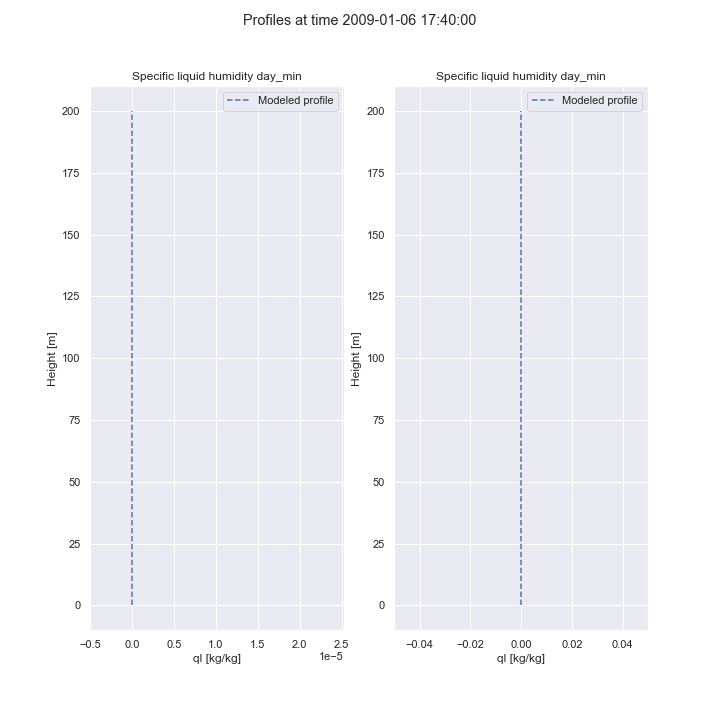 Profiles at time 2009-01-06 17:40:00
Specific liquid humidity day_min
Modeled profile
200
175
150
125
100
75
50
25
0
Height [m]
−0.5 0.0 0.5 1.0 1.5 2.0 2.5
1e−5
ql [kg/kg]
Specific liquid humidity day_min
Modeled profile
200
175
150
125
100
75
50
25
0
Height [m]
−0.04 −0.02 0.00 0.02 0.04
ql [kg/kg]